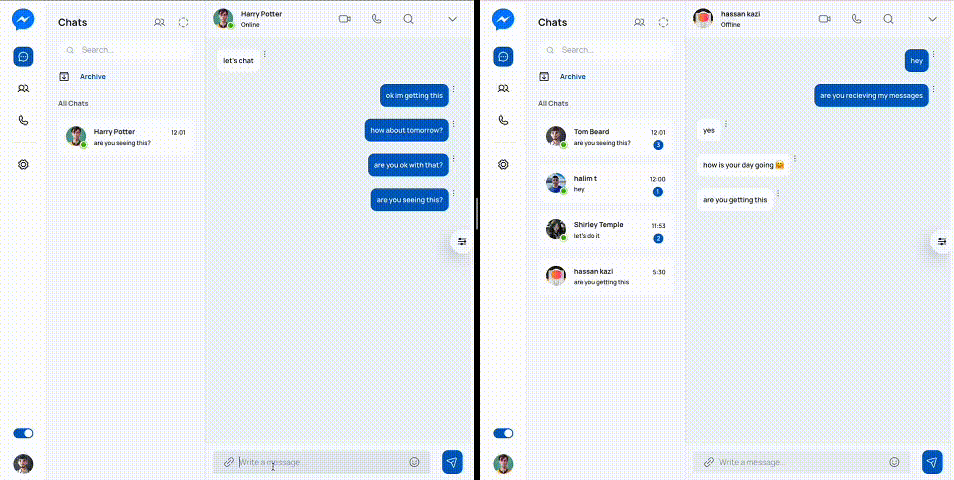 Chats
Search...
Archive
All Chats
Harry Potter
12:01
are you seeing this?
Harry Potter
Online
let's chat
ok im getting this
how about tomorrow?
are you ok with that?
are you seeing this?
Write a message
Chats
Search...
Archive
All Chats
Tom Beard
12:01
are you seeing this?
3
halim t
12:00
hey
1
Shirley Temple
11:53
let's do it
2
hassan kazi
5:30
are you getting this
hassan kazi
Offline
hey
are you recieving my messages
yes
how is your day going 🤗
are you getting this
Write a message...